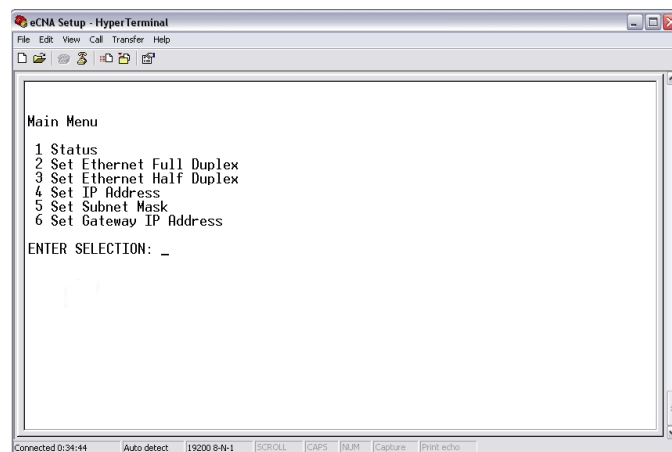 eCNA Setup - HyperTerminal
File Edit View Call Transfer Help
Main Menu
1 Status
2 Set Ethernet Full Duplex
3 Set Ethernet Half Duplex
4 Set IP Address
5 Set Subnet Mask
6 Set Gateway IP Address
ENTER SELECTION: _
Connected 0:34:44 Auto detect 19200 8-N-1 SCROLL CAPS NUM Capture Print echo